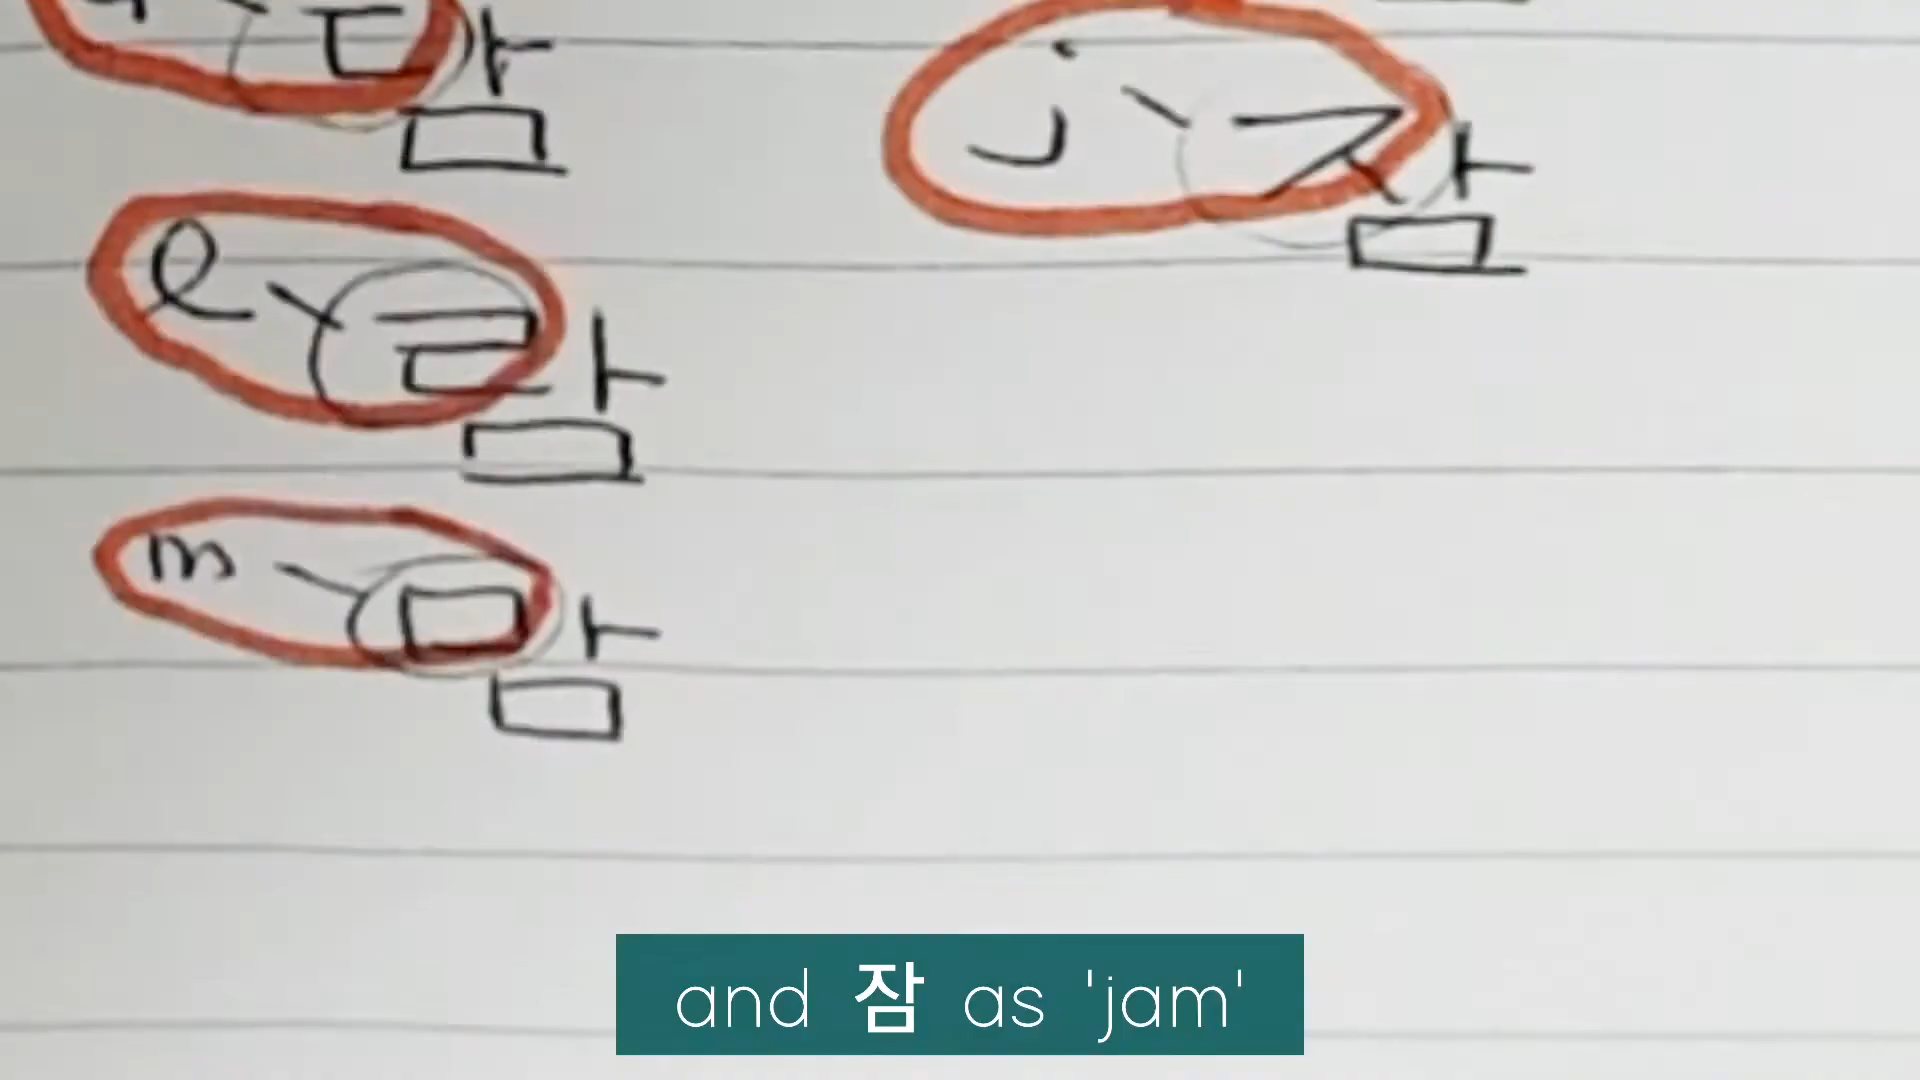 담
j 잠
l 람
m 맘
and 잠 as 'jam'